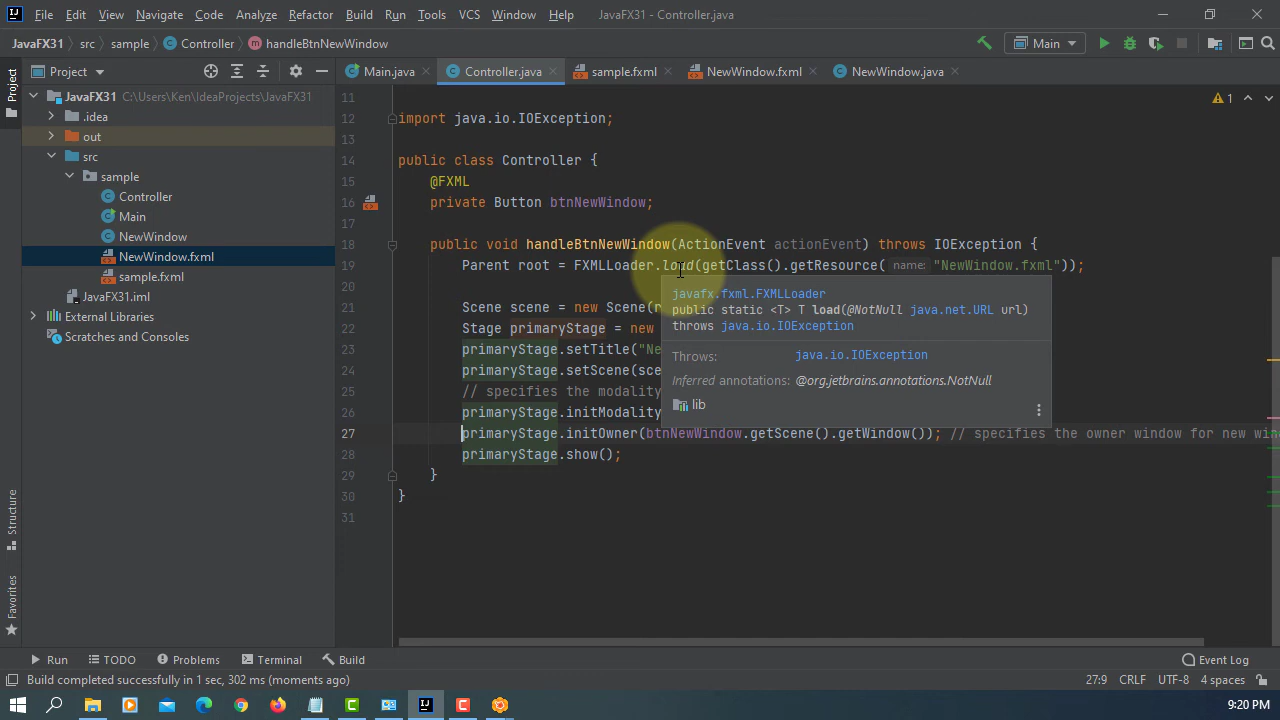 File Edit View Navigate Code Analyze Refactor Build Run Tools VCS Window Help JavaFX31 - Controller.java
JavaFX31 src sample Controller handleBtnNewWindow Main
Project
Main.java Controller.java sample.fxml NewWindow.fxml NewWindow.java
Project
JavaFX31 C:\Users\Ken\IdeaProjects\JavaFX31
.idea
out
src
sample
Controller
Main
NewWindow
NewWindow.fxml
sample.fxml
JavaFX31.iml
External Libraries
Scratches and Consoles
Structure
Favorites
1
11
12 import java.io.IOException;
13
14 public class Controller {
15 @FXML
16 private Button btnNewWindow;
17
18 public void handleBtnNewWindow(ActionEvent actionEvent) throws IOException {
19 Parent root = FXMLLoader.load(getClass().getResource( name: "NewWindow.fxml"));
20
21 Scene scene = new Scene(r
22 Stage primaryStage = new
23 primaryStage.setTitle("Ne
24 primaryStage.setScene(sce
25 // specifies the modality
26 primaryStage.initModality
27 primaryStage.initOwner(btnNewWindow.getScene().getWindow()); // specifies the owner window for new win
28 primaryStage.show();
29 }
30 }
31
javafx.fxml.FXMLLoader
public static <T> T load(@NotNull java.net.URL url)
throws java.io.IOException
Throws: java.io.IOException
Inferred annotations: @org.jetbrains.annotations.NotNull
lib
Run TODO Problems Terminal Build Event Log
Build completed successfully in 1 sec, 302 ms (moments ago) 27:9 CRLF UTF-8 4 spaces
9:20 PM